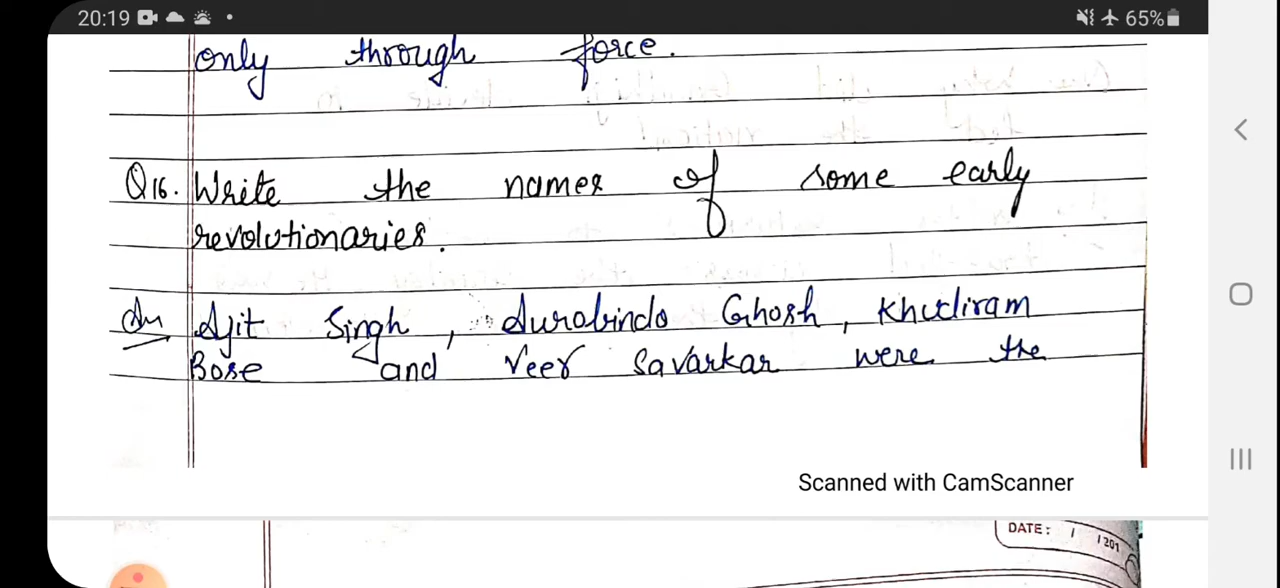 20:19 65%
only through force.
Q16. Write the names of some early
revolutionaries.
Ans Ajit Singh, Aurobindo Ghosh, Khudiram
Bose and Veer Savarkar were the
Scanned with CamScanner
DATE: / /201